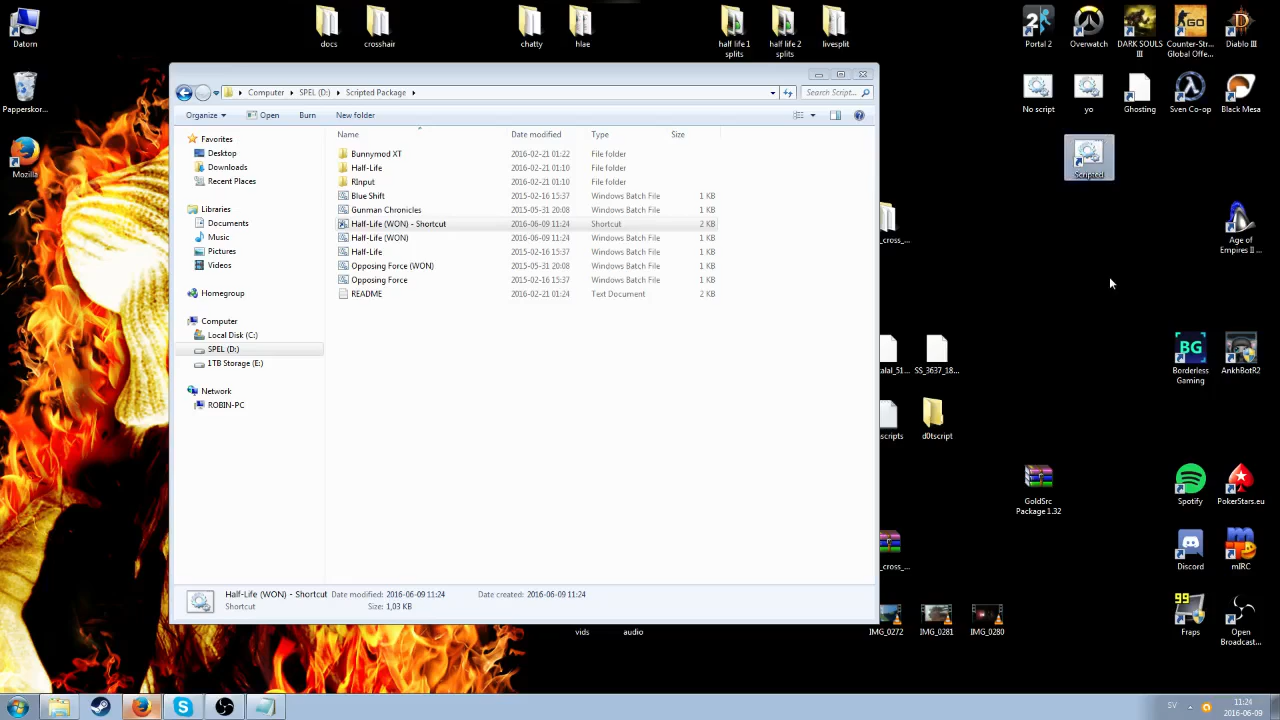 Datorn
docs
crosshair
chatty
hlae
half life 1
splits
half life 2
splits
livesplit
Portal 2
Overwatch
DARK SOULS
III
Counter-Str...
Global Offe...
Diablo III
Papperskor...
Mozilla
No script
yo
Ghosting
Sven Co-op
Black Mesa
Scripted
Computer
SPEL (D:)
Scripted Package
Search Script...
Organize
Open
Burn
New folder
Name
Date modified
Type
Size
Favorites
Desktop
Downloads
Recent Places
Libraries
Documents
Music
Pictures
Videos
Homegroup
Computer
Local Disk (C:)
SPEL (D:)
1TB Storage (E:)
Network
ROBIN-PC
Bunnymod XT 2016-02-21 01:22 File folder
Half-Life 2016-02-21 01:10 File folder
RInput 2016-02-21 01:10 File folder
Blue Shift 2015-02-16 15:37 Windows Batch File 1 KB
Gunman Chronicles 2015-05-31 20:08 Windows Batch File 1 KB
Half-Life (WON) - Shortcut 2016-06-09 11:24 Shortcut 2 KB
Half-Life (WON) 2016-06-09 11:24 Windows Batch File 1 KB
Half-Life 2015-02-16 15:37 Windows Batch File 1 KB
Opposing Force (WON) 2015-05-31 20:08 Windows Batch File 1 KB
Opposing Force 2015-02-16 15:37 Windows Batch File 1 KB
README 2016-02-21 01:24 Text Document 2 KB
Half-Life (WON) - Shortcut Date modified: 2016-06-09 11:24 Date created: 2016-06-09 11:24
Shortcut Size: 1,03 KB
_cross_...
Age of
Empires II ...
SS_3637_18...
BG
Borderless
Gaming
AnkhBotR2
scripts
d0tscript
GoldSrc
Package 1.32
Spotify
PokerStars.eu
_cross_...
Discord
mIRC
vids
audio
IMG_0272
IMG_0281
IMG_0280
99
Fraps
Open
Broadcast...
SV
11:24
2016-06-09